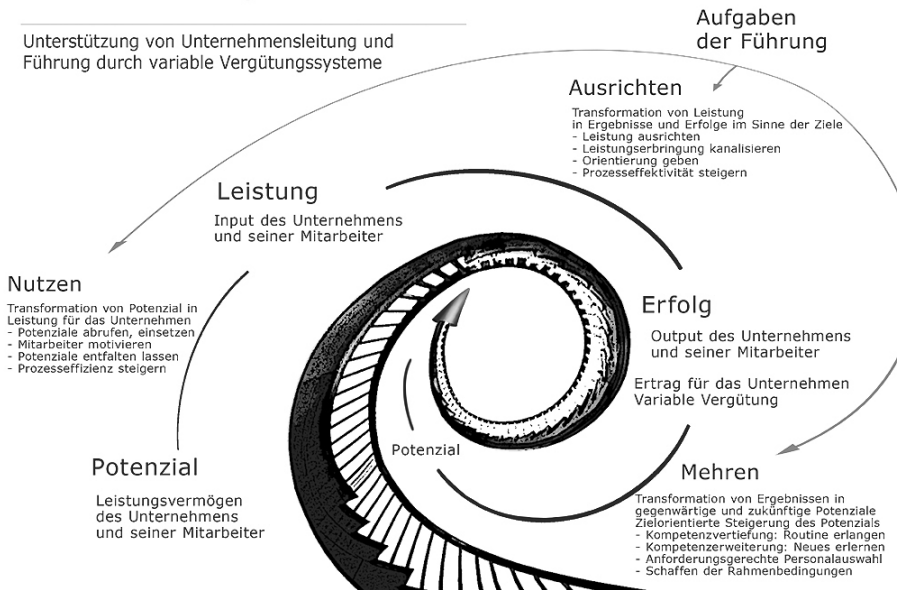 Unterstützung von Unternehmensleitung und
Führung durch variable Vergütungssysteme
Aufgaben
der Führung
Ausrichten
Transformation von Leistung
in Ergebnisse und Erfolge im Sinne der Ziele
- Leistung ausrichten
- Leistungserbringung kanalisieren
- Orientierung geben
- Prozesseffektivität steigern
Leistung
Input des Unternehmens
und seiner Mitarbeiter
Nutzen
Transformation von Potenzial in
Leistung für das Unternehmen
- Potenziale abrufen, einsetzen
- Mitarbeiter motivieren
- Potenziale entfalten lassen
- Prozesseffizienz steigern
Erfolg
Output des Unternehmens
und seiner Mitarbeiter
Ertrag für das Unternehmen
Variable Vergütung
Potenzial
Potenzial
Leistungsvermögen
des Unternehmens
und seiner Mitarbeiter
Mehren
Transformation von Ergebnissen in
gegenwärtige und zukünftige Potenziale
Zielorientierte Steigerung des Potenzials
- Kompetenzvertiefung: Routine erlangen
- Kompetenzerweiterung: Neues erlernen
- Anforderungsgerechte Personalauswahl
- Schaffen der Rahmenbedingungen